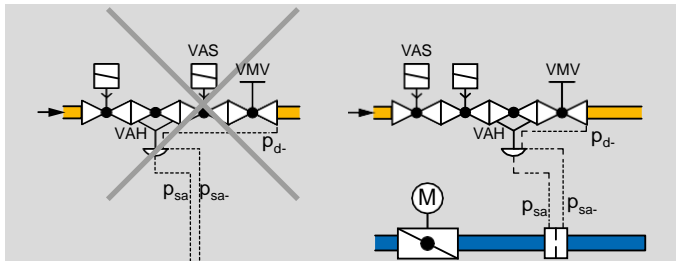 VAS
VMV
VAH
pd-
psa
psa-
VAS
VMV
VAH
pd-
psa
psa-
M